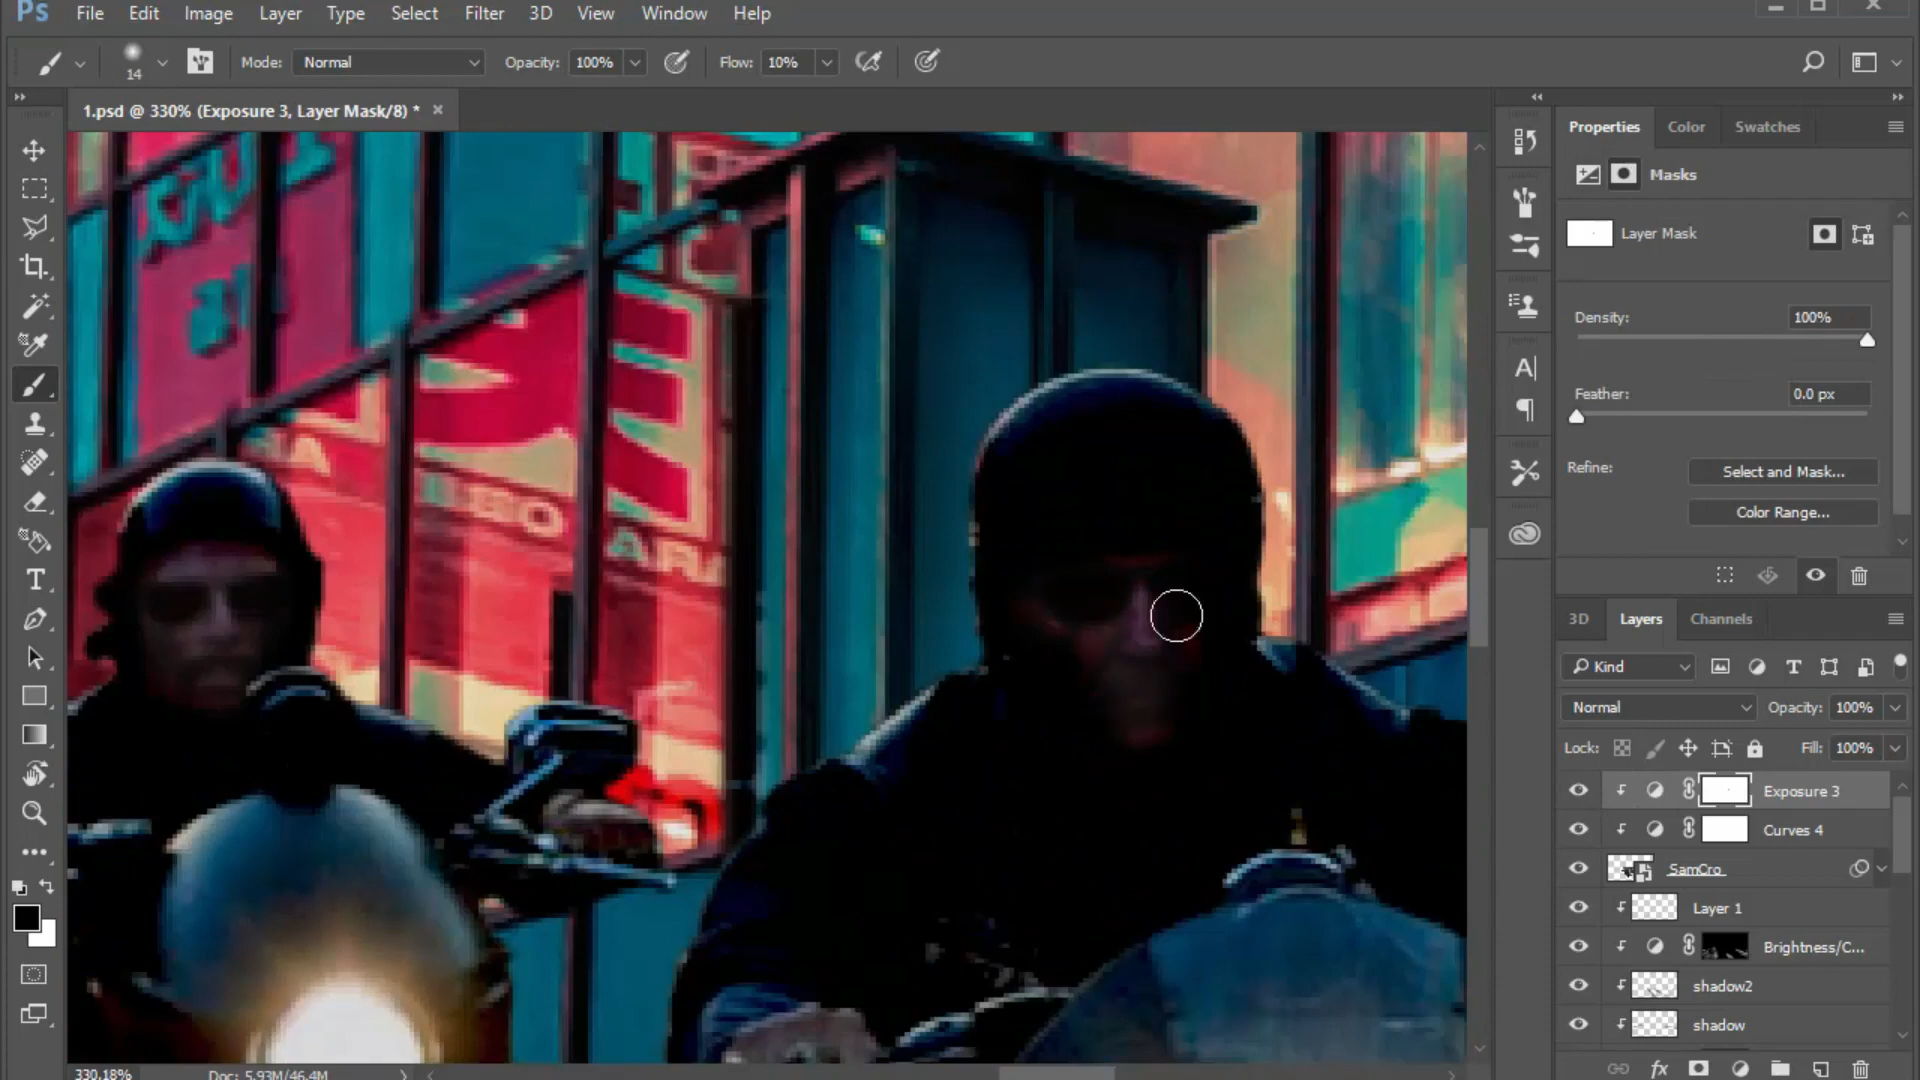 Ps File Edit Image Layer Type Select Filter 3D View Window Help
14 Mode: Normal Opacity: 100% Flow: 10%
1.psd @ 330% (Exposure 3, Layer Mask/8) *
Properties Color Swatches
Masks
Layer Mask
Density: 100%
Feather: 0.0 px
Refine: Select and Mask...
Color Range...
3D Layers Channels
Kind
Normal Opacity: 100%
Lock: Fill: 100%
Exposure 3
Curves 4
SamCro
Layer 1
Brightness/C...
shadow2
shadow
330.18% Doc: 5.93M/46.4M